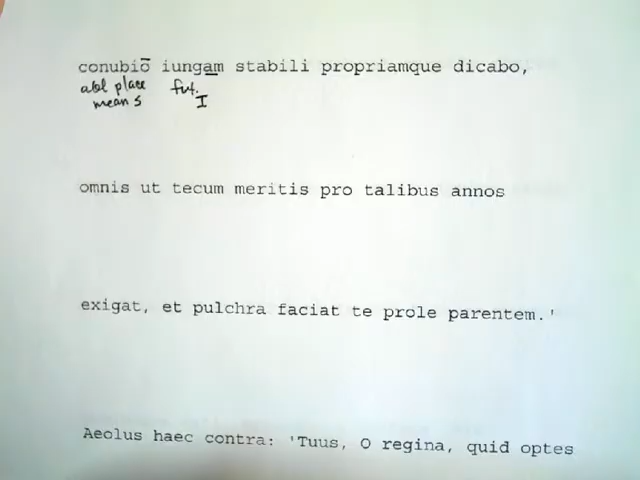 conubiō iungam stabili propriamque dicabo,
abl place fut.
means I
omnis ut tecum meritis pro talibus annos
exigat, et pulchra faciat te prole parentem.'
Aeolus haec contra: 'Tuus, O regina, quid optes